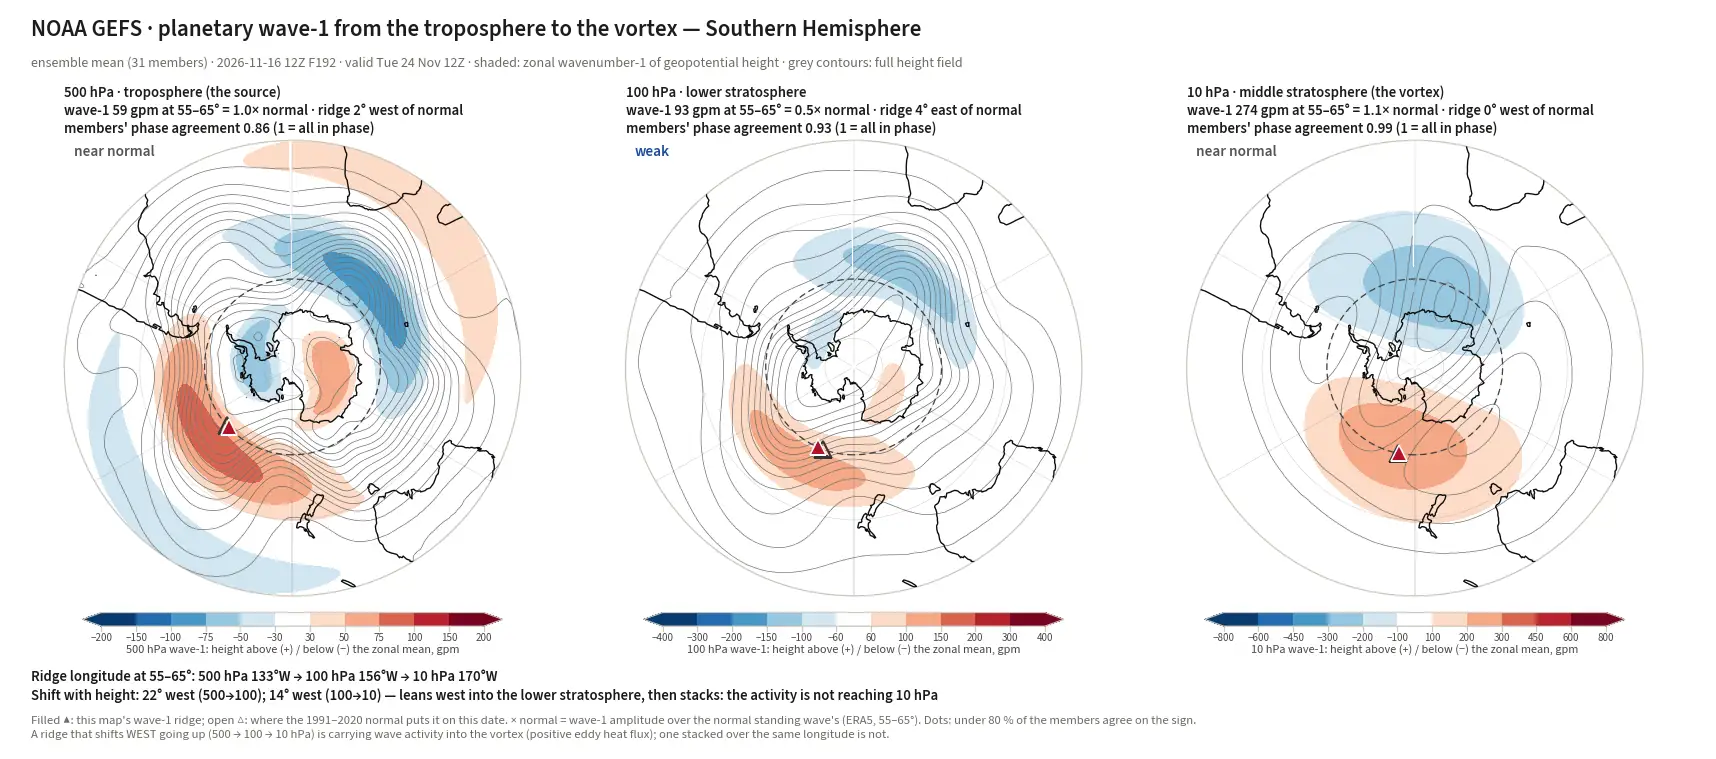 NOAA GEFS · planetary wave-1 from the troposphere to the vortex — Southern Hemisphere
ensemble mean (31 members) · 2026-11-16 12Z F192 · valid Tue 24 Nov 12Z · shaded: zonal wavenumber-1 of geopotential height · grey contours: full height field
500 hPa · troposphere (the source)
wave-1 59 gpm at 55–65° = 1.0× normal · ridge 2° west of normal
members' phase agreement 0.86 (1 = all in phase)
near normal
100 hPa · lower stratosphere
wave-1 93 gpm at 55–65° = 0.5× normal · ridge 4° east of normal
members' phase agreement 0.93 (1 = all in phase)
weak
10 hPa · middle stratosphere (the vortex)
wave-1 274 gpm at 55–65° = 1.1× normal · ridge 0° west of normal
members' phase agreement 0.99 (1 = all in phase)
near normal
−200 −150 −100 −75 −50 −30 30 50 75 100 150 200
500 hPa wave-1: height above (+) / below (−) the zonal mean, gpm
−400 −300 −200 −150 −100 −60 60 100 150 200 300 400
100 hPa wave-1: height above (+) / below (−) the zonal mean, gpm
−800 −600 −450 −300 −200 −100 100 200 300 450 600 800
10 hPa wave-1: height above (+) / below (−) the zonal mean, gpm
Ridge longitude at 55–65°: 500 hPa 133°W → 100 hPa 156°W → 10 hPa 170°W
Shift with height: 22° west (500→100); 14° west (100→10) — leans west into the lower stratosphere, then stacks: the activity is not reaching 10 hPa
Filled ▲: this map's wave-1 ridge; open △: where the 1991–2020 normal puts it on this date. × normal = wave-1 amplitude over the normal standing wave's (ERA5, 55–65°). Dots: under 80 % of the members agree on the sign.
A ridge that shifts WEST going up (500 → 100 → 10 hPa) is carrying wave activity into the vortex (positive eddy heat flux); one stacked over the same longitude is not.